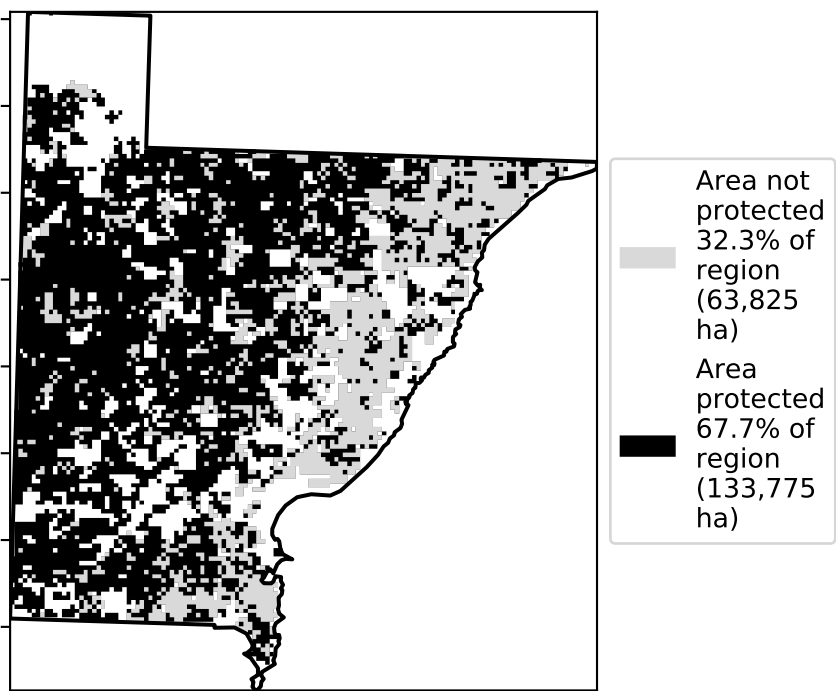 Area not
protected
32.3% of
region
(63,825
ha)
Area
protected
67.7% of
region
(133,775
ha)